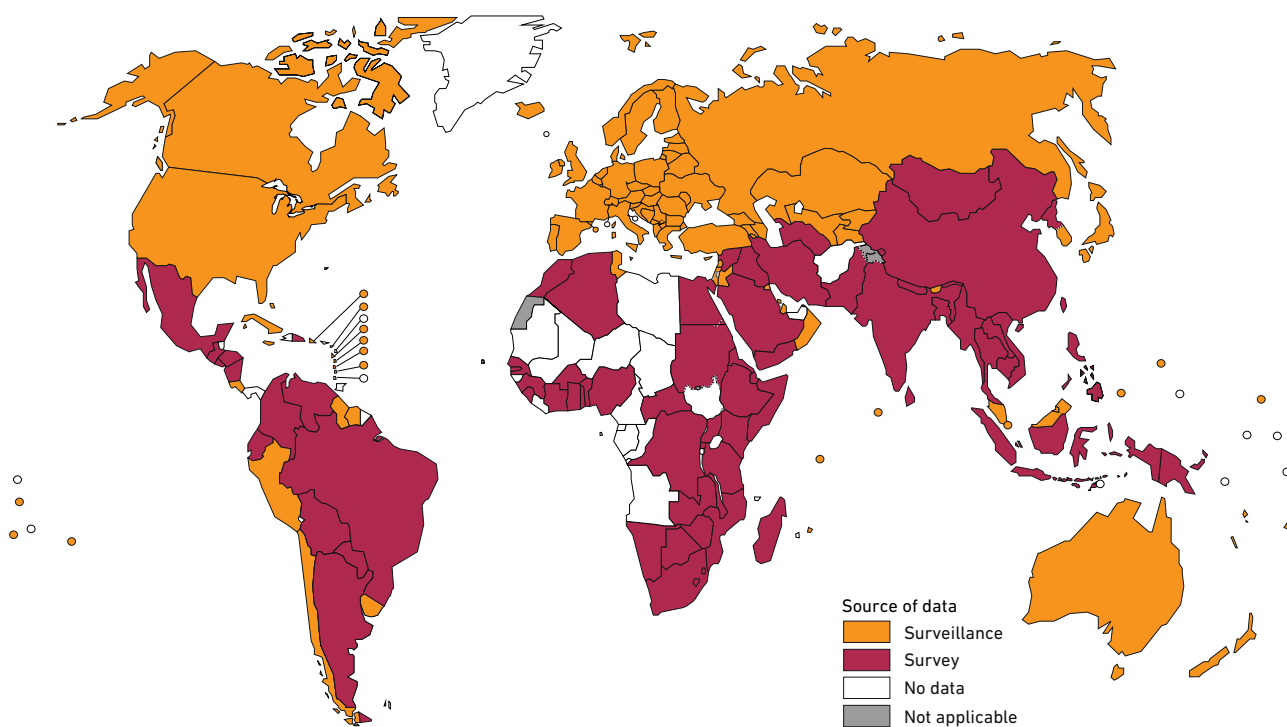 Source of data
Surveillance
Survey
No data
Not applicable